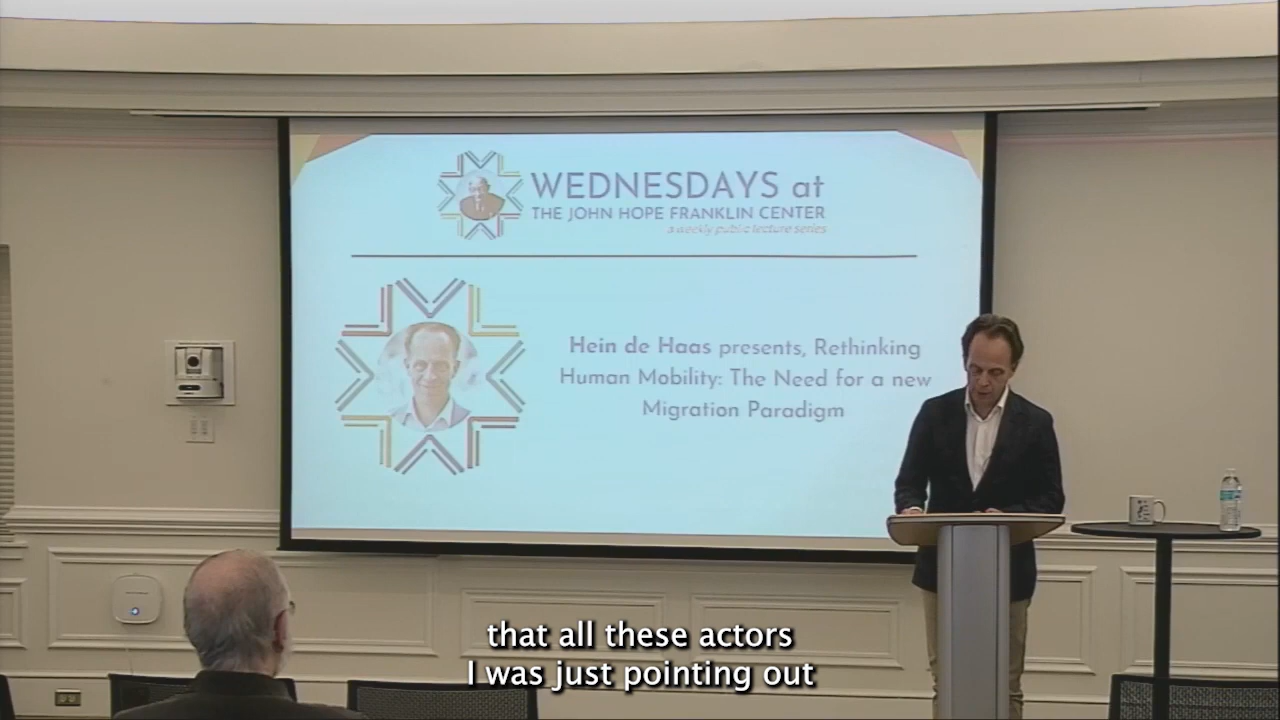 WEDNESDAYS at
THE JOHN HOPE FRANKLIN CENTER
a weekly public lecture series
Hein de Haas presents, Rethinking
Human Mobility: The Need for a new
Migration Paradigm
that all these actors
I was just pointing out